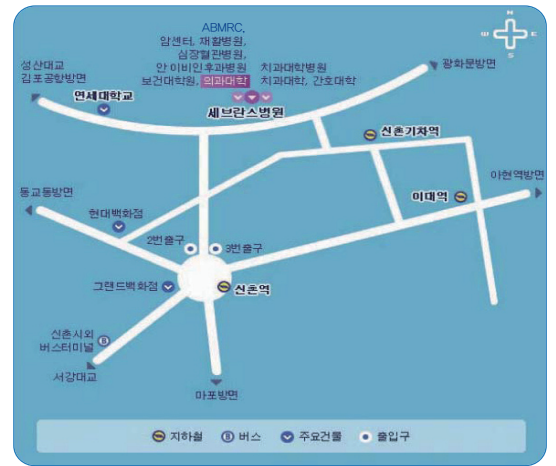 ABMRC,
암센터, 재활병원,
심장혈관병원,
안·이비인후과병원 치과대학병원
보건대학원, 의과대학 치과대학, 간호대학
세브란스병원
N
W E
S
성산대교
김포공항방면
연세대학교
광화문방면
신촌기차역
아현역방면
이대역
동교동방면
현대백화점
2번출구
3번출구
그랜드백화점
신촌역
신촌시외
버스터미널
B
서강대교
마포방면
지하철
B 버스
주요건물
출입구